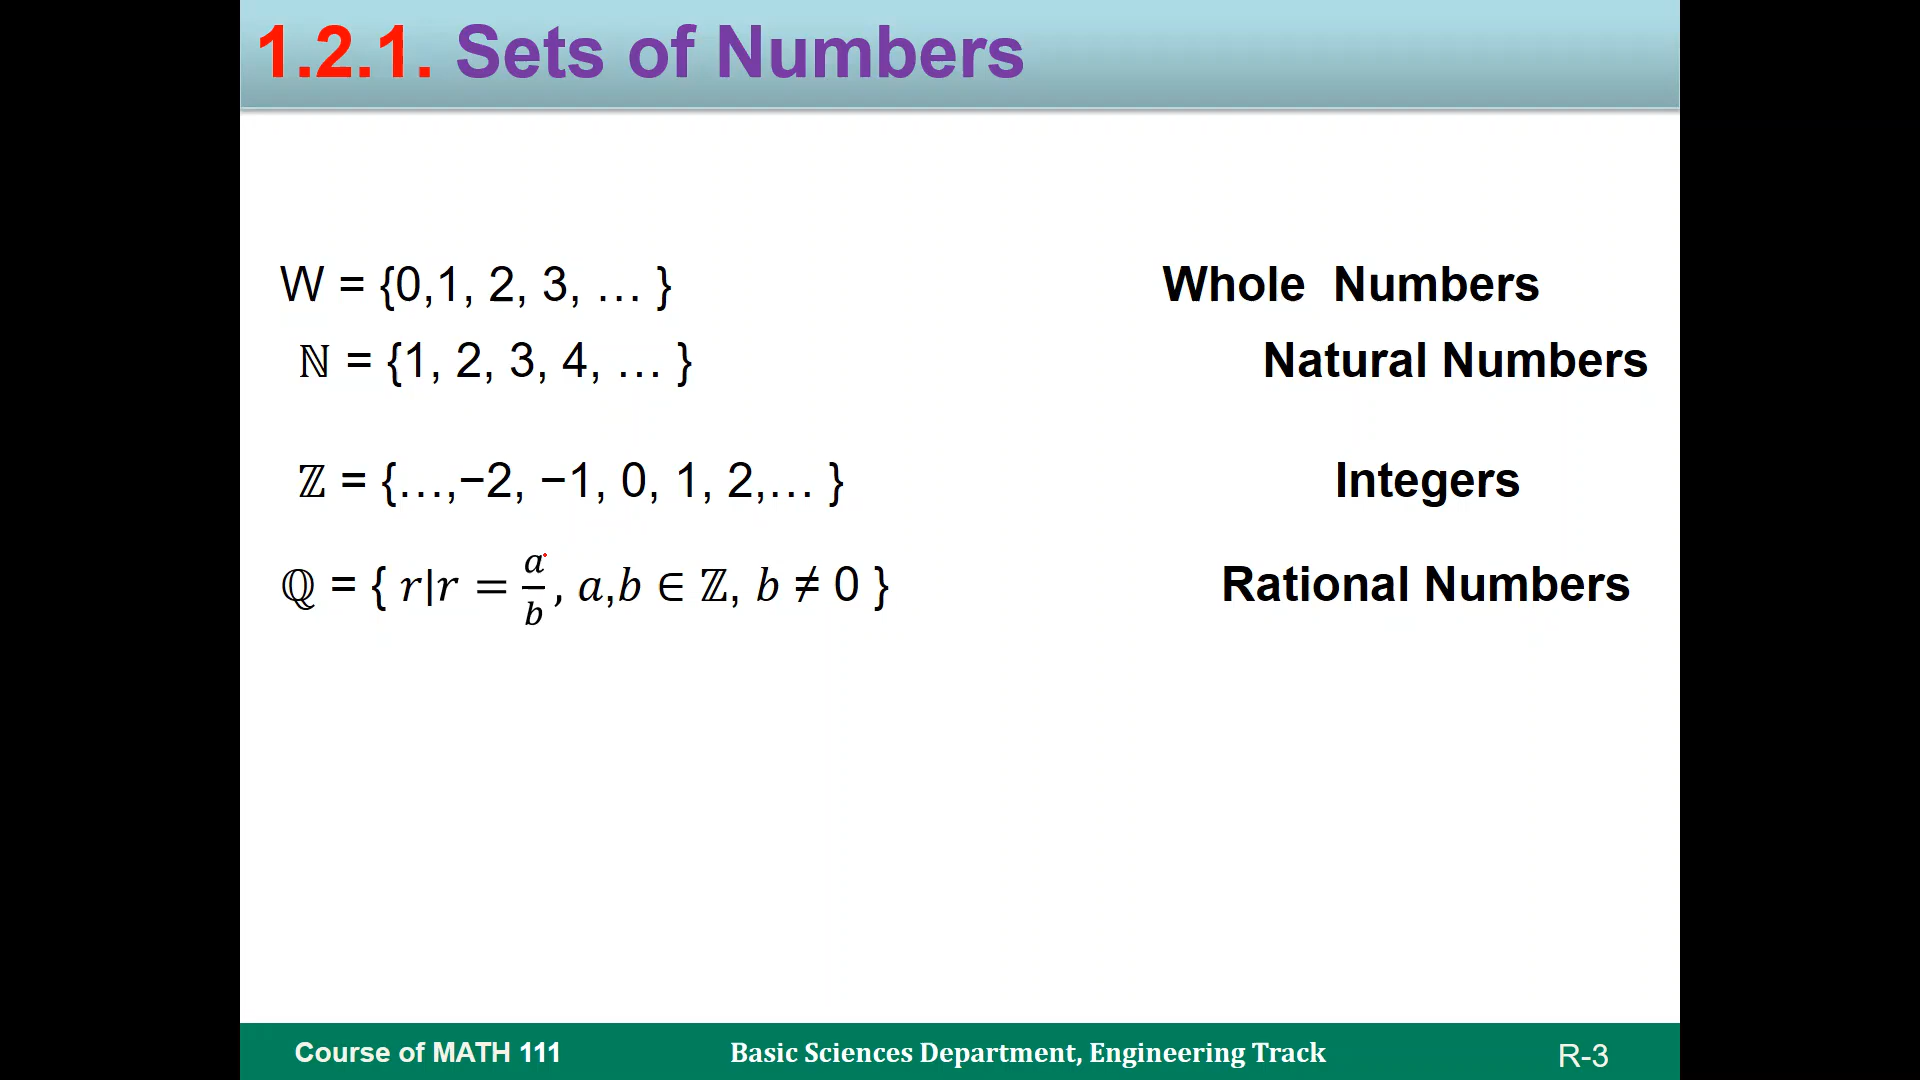 1.2.1. Sets of Numbers
W = {0,1, 2, 3, … } Whole Numbers
ℕ = {1, 2, 3, 4, … } Natural Numbers
ℤ = {…,−2, −1, 0, 1, 2,… } Integers
ℚ = { r|r = a/b, a,b ∈ ℤ, b ≠ 0 } Rational Numbers
Course of MATH 111 Basic Sciences Department, Engineering Track R-3